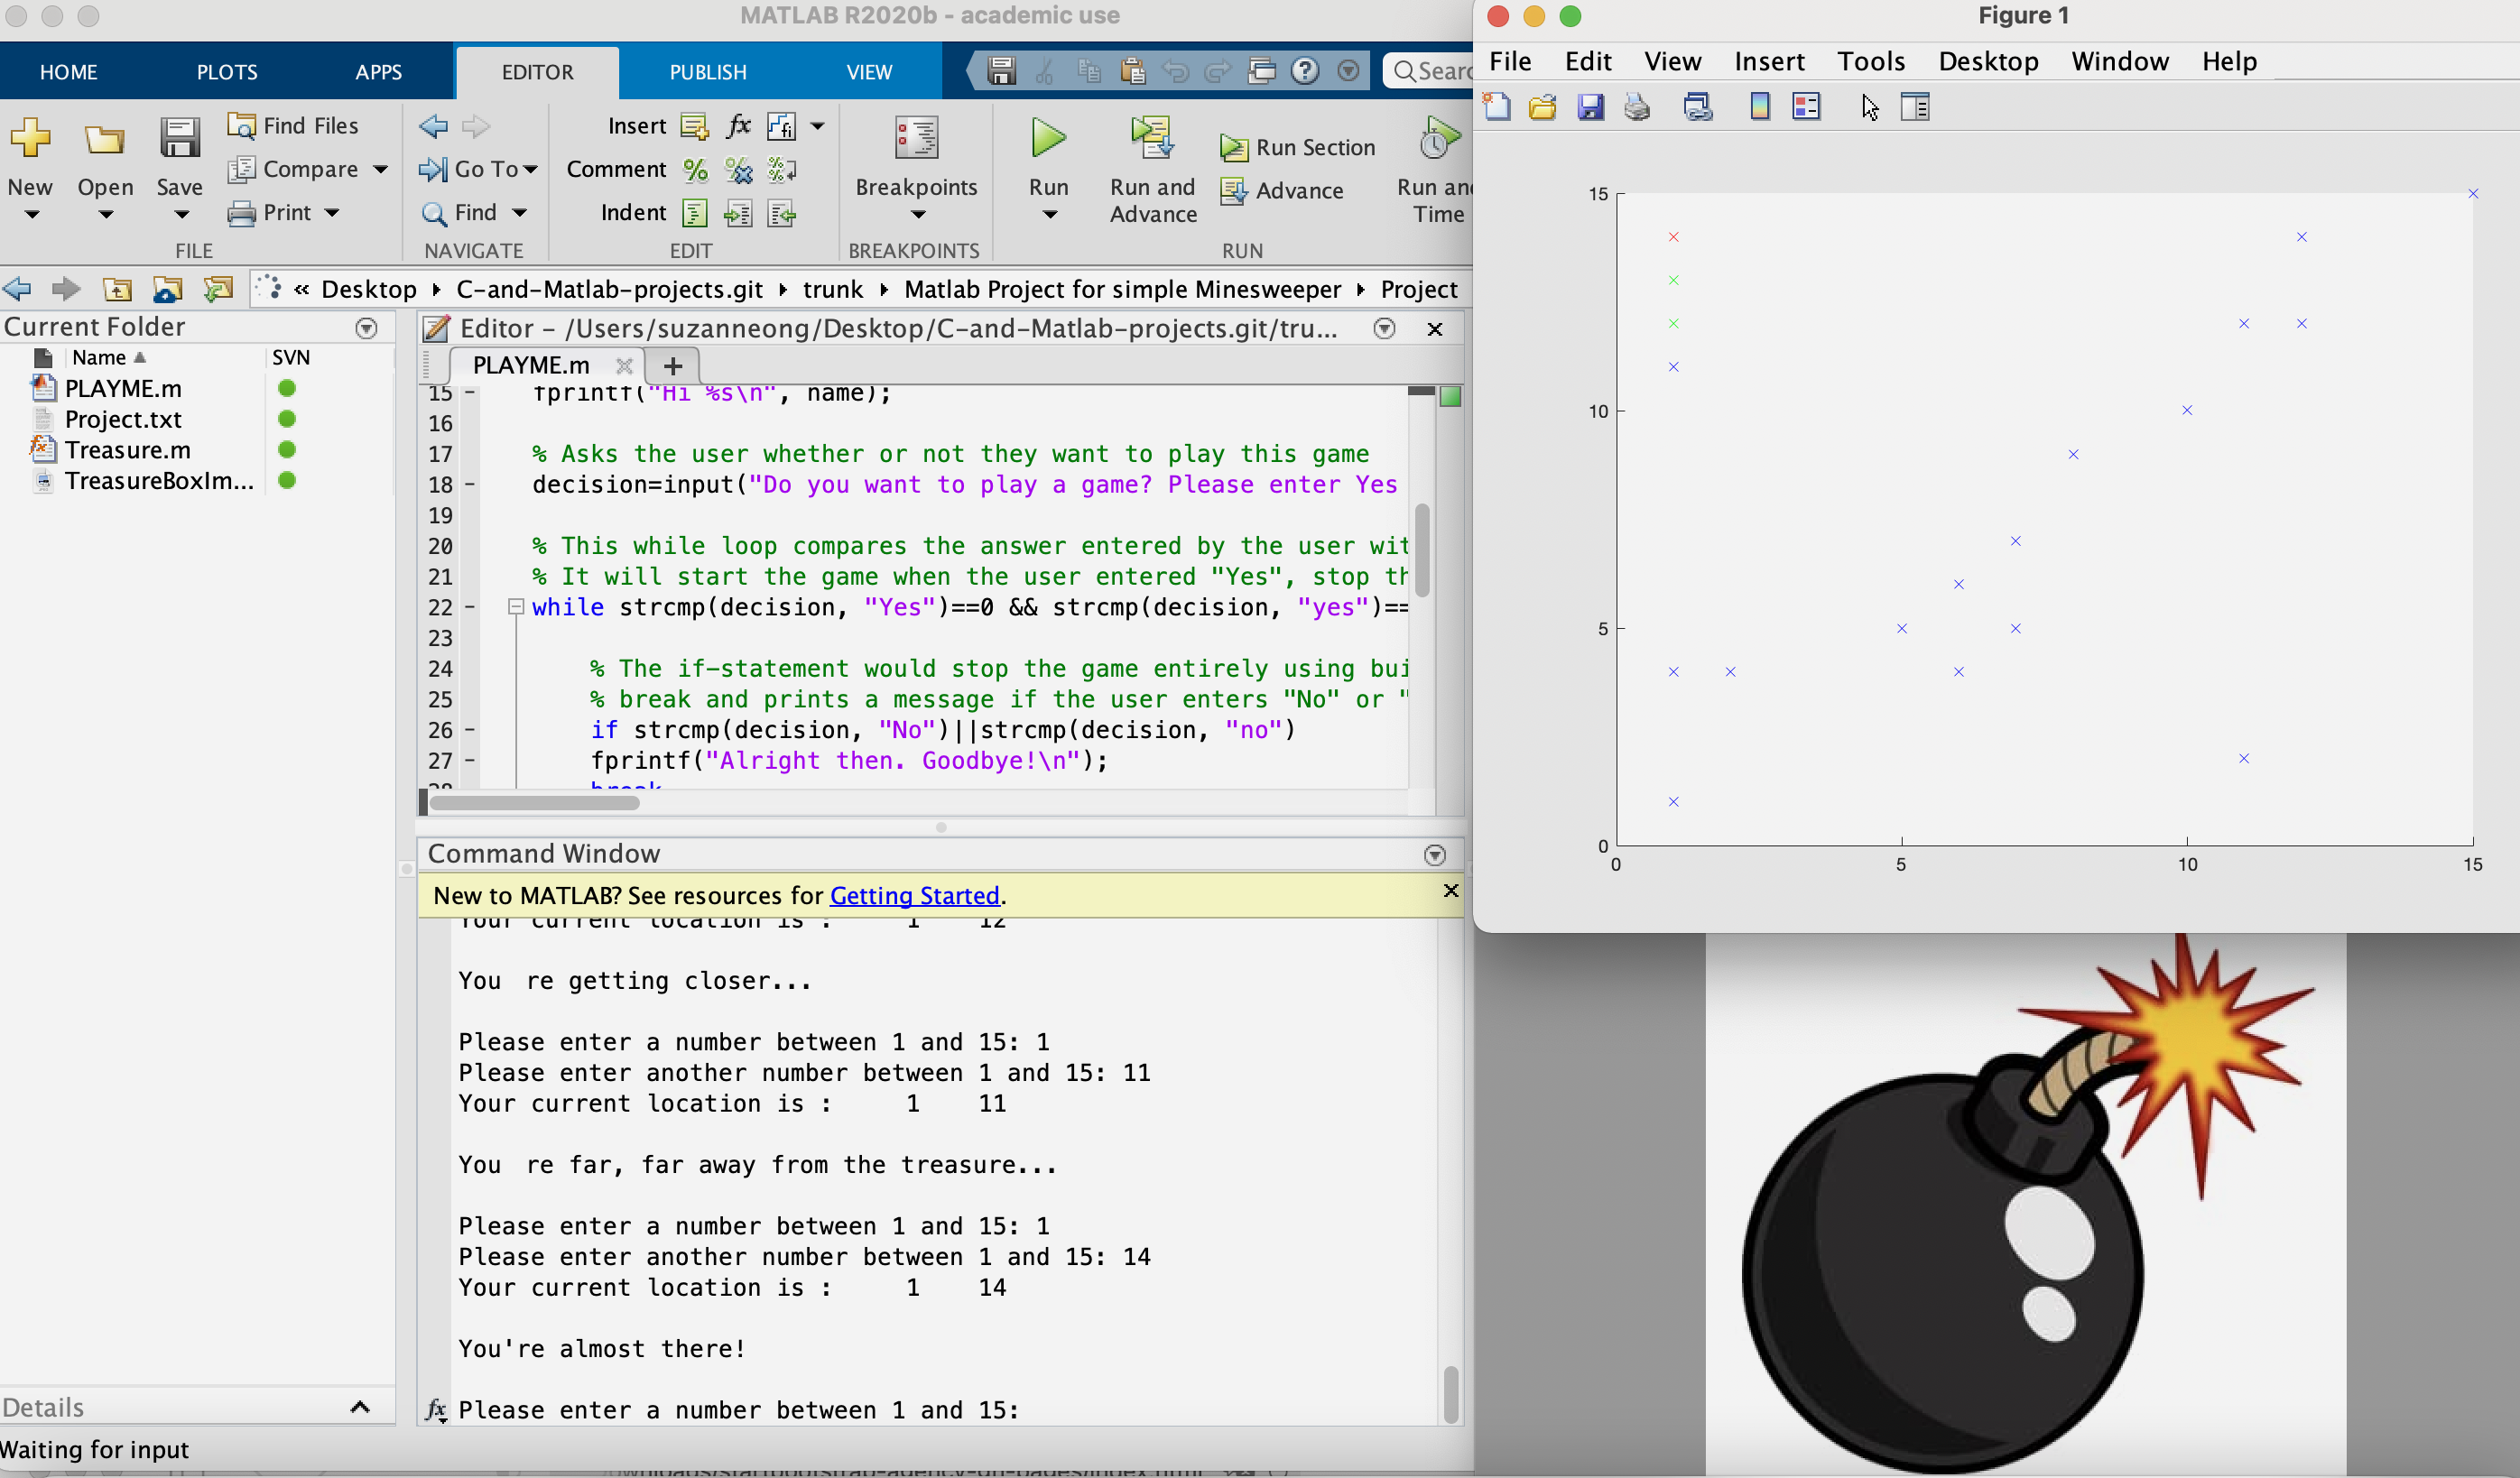 MATLAB R2020b - academic use
HOME PLOTS APPS EDITOR PUBLISH VIEW
Find Files
Compare
Print
New Open Save
FILE
Go To
Find
NAVIGATE
Insert fx fi
Comment
Indent
EDIT
Breakpoints
BREAKPOINTS
Run
Run and Advance
Run Section
Advance
Time
RUN
« Desktop ▸ C-and-Matlab-projects.git ▸ trunk ▸ Matlab Project for simple Minesweeper ▸ Project
Current Folder
Name SVN
PLAYME.m
Project.txt
Treasure.m
TreasureBoxIm...
Details
Waiting for input
Editor – /Users/suzanneong/Desktop/C-and-Matlab-projects.git/tru...
PLAYME.m
15 fprintf("Hi %s\n", name);
16
17 % Asks the user whether or not they want to play this game
18 decision=input("Do you want to play a game? Please enter Yes
19
20 % This while loop compares the answer entered by the user
21 % It will start the game when the user entered "Yes", stop
22 while strcmp(decision, "Yes")==0 && strcmp(decision, "yes")==
23
24 % The if-statement would stop the game entirely using
25 % break and prints a message if the user enters "No" or "
26 if strcmp(decision, "No")||strcmp(decision, "no")
27 fprintf("Alright then. Goodbye!\n");
28 break
Command Window
New to MATLAB? See resources for Getting Started.
Your current location is : 1 12
You re getting closer...
Please enter a number between 1 and 15: 1
Please enter another number between 1 and 15: 11
Your current location is : 1 11
You re far, far away from the treasure...
Please enter a number between 1 and 15: 1
Please enter another number between 1 and 15: 14
Your current location is : 1 14
You're almost there!
fx Please enter a number between 1 and 15:
Figure 1
File Edit View Insert Tools Desktop Window Help
15
10
5
0
0 5 10 15